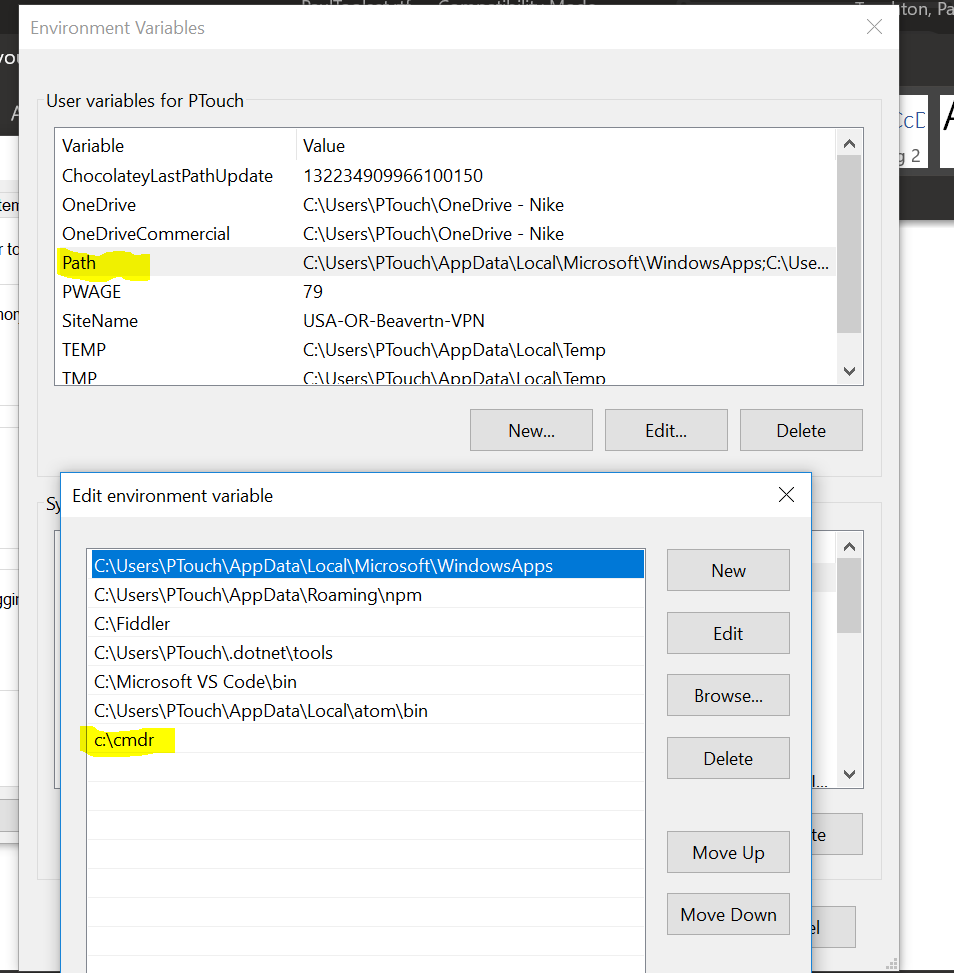 Environment Variables
User variables for PTouch
Variable Value
ChocolateyLastPathUpdate 132234909966100150
OneDrive C:\Users\PTouch\OneDrive - Nike
OneDriveCommercial C:\Users\PTouch\OneDrive - Nike
Path C:\Users\PTouch\AppData\Local\Microsoft\WindowsApps;C:\Use...
PWAGE 79
SiteName USA-OR-Beavertn-VPN
TEMP C:\Users\PTouch\AppData\Local\Temp
TMP C:\Users\PTouch\AppData\Local\Temp
New... Edit... Delete
Edit environment variable
C:\Users\PTouch\AppData\Local\Microsoft\WindowsApps
C:\Users\PTouch\AppData\Roaming\npm
C:\Fiddler
C:\Users\PTouch\.dotnet\tools
C:\Microsoft VS Code\bin
C:\Users\PTouch\AppData\Local\atom\bin
c:\cmdr
New
Edit
Browse...
Delete
Move Up
Move Down